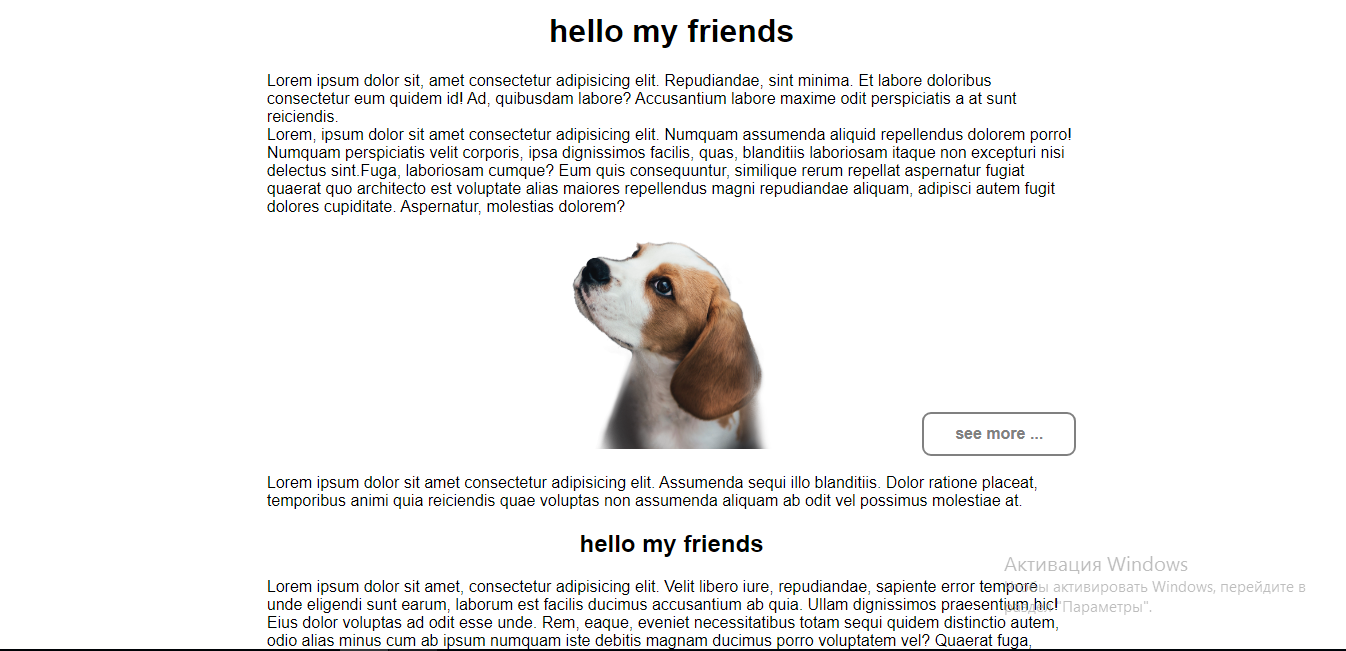 hello my friends
Lorem ipsum dolor sit, amet consectetur adipisicing elit. Repudiandae, sint minima. Et labore doloribus
consectetur eum quidem id! Ad, quibusdam labore? Accusantium labore maxime odit perspiciatis a at sunt
reiciendis.
Lorem, ipsum dolor sit amet consectetur adipisicing elit. Numquam assumenda aliquid repellendus dolorem porro!
Numquam perspiciatis velit corporis, ipsa dignissimos facilis, quas, blanditiis laboriosam itaque non excepturi nisi
delectus sint.Fuga, laboriosam cumque? Eum quis consequuntur, similique rerum repellat aspernatur fugiat
quaerat quo architecto est voluptate alias maiores repellendus magni repudiandae aliquam, adipisci autem fugit
dolores cupiditate. Aspernatur, molestias dolorem?
see more ...
Lorem ipsum dolor sit amet consectetur adipisicing elit. Assumenda sequi illo blanditiis. Dolor ratione placeat,
temporibus animi quia reiciendis quae voluptas non assumenda aliquam ab odit vel possimus molestiae at.
hello my friends
Lorem ipsum dolor sit amet, consectetur adipisicing elit. Velit libero iure, repudiandae, sapiente error tempore
unde eligendi sunt earum, laborum est facilis ducimus accusantium ab quia. Ullam dignissimos praesentium hic!
Eius dolor voluptas ad odit esse unde. Rem, eaque, eveniet necessitatibus totam sequi quidem distinctio autem,
odio alias minus cum ab ipsum numquam iste debitis magnam ducimus porro voluptatem vel? Quaerat fuga,
Активация Windows
Чтобы активировать Windows, перейдите в
раздел "Параметры".